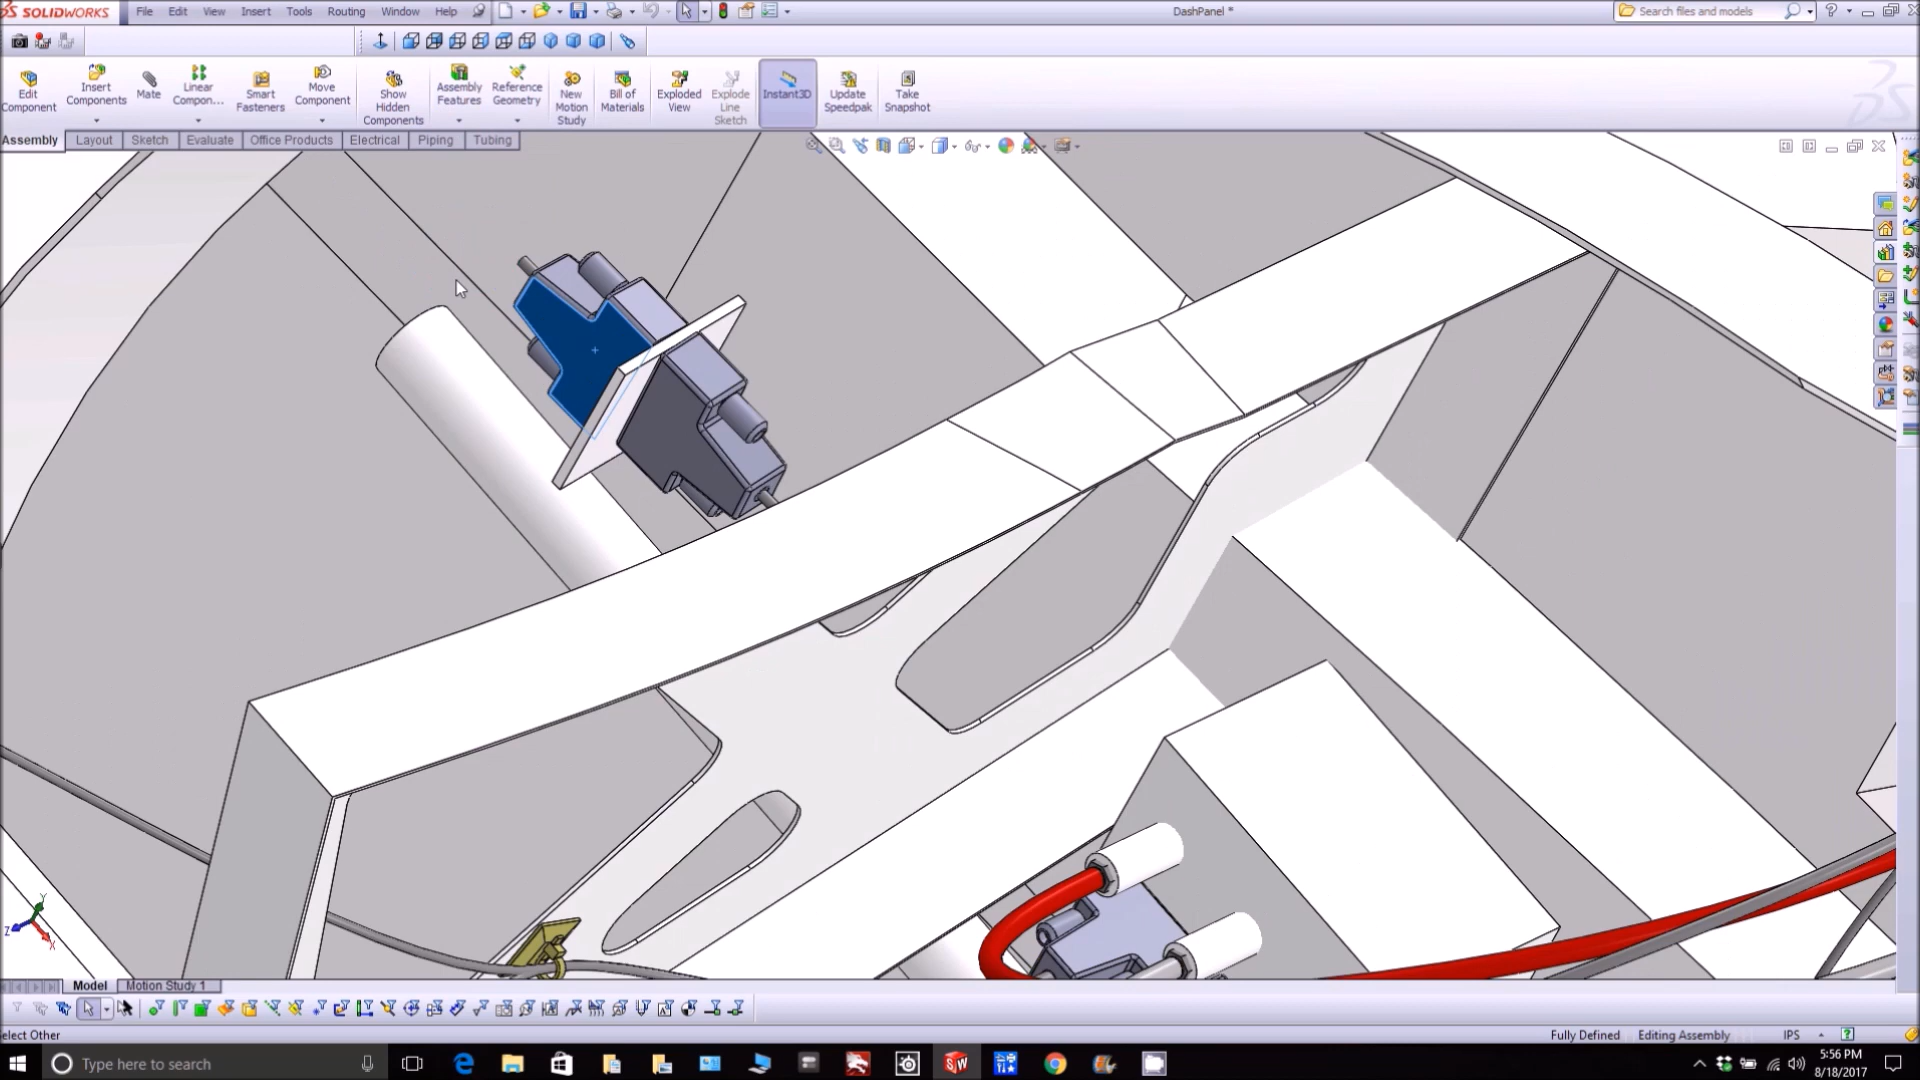 SOLIDWORKS File Edit View Insert Tools Routing Window Help DashPanel * Search files and models
Edit Component
Insert Components
Mate
Linear Compon...
Smart Fasteners
Move Component
Show Hidden Components
Assembly Features
Reference Geometry
New Motion Study
Bill of Materials
Exploded View
Explode Line Sketch
Instant3D
Update Speedpak
Take Snapshot
Assembly Layout Sketch Evaluate Office Products Electrical Piping Tubing
Y
Z
X
Model Motion Study 1
elect Other Fully Defined Editing Assembly IPS
Type here to search
SW
5:56 PM
8/18/2017